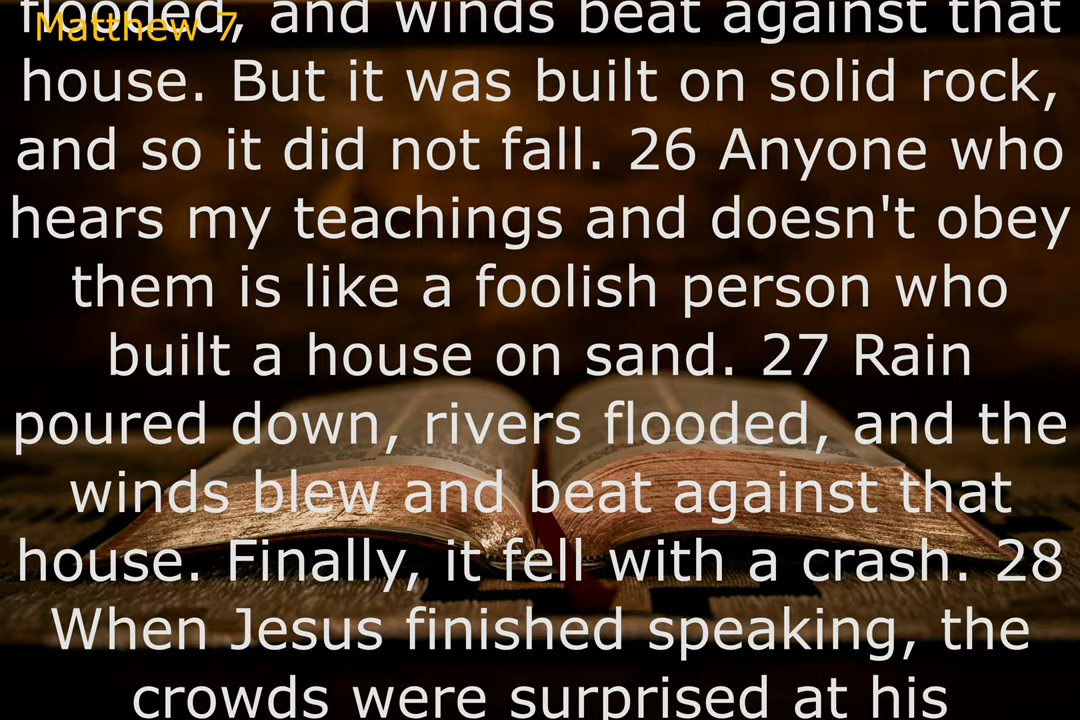 flooded, and winds beat against that
Matthew 7
house. But it was built on solid rock,
and so it did not fall. 26 Anyone who
hears my teachings and doesn't obey
them is like a foolish person who
built a house on sand. 27 Rain
poured down, rivers flooded, and the
winds blew and beat against that
house. Finally, it fell with a crash. 28
When Jesus finished speaking, the
crowds were surprised at his